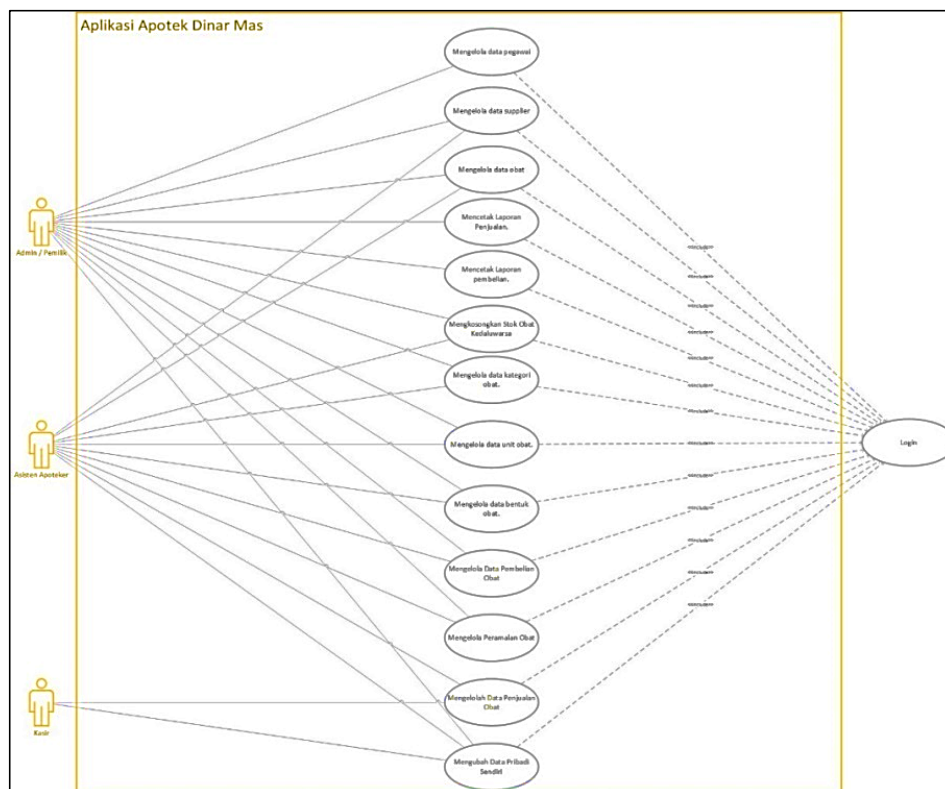 Aplikasi Apotek Dinar Mas
Mengelola data pegawai
Mengelola data supplier
Mengelola data obat
Mencetak Laporan
Penjualan.
Mencetak Laporan
pembelian.
Mengkosongkan Stok Obat
Kedaluwarsa
Mengelola data kategori
obat.
Mengelola data unit obat.
Mengelola data bentuk
obat.
Mengelola Data Pembelian
Obat
Mengelola Peramalan Obat
Mengelolah Data Penjualan
Obat
Mengubah Data Pribadi
Sendiri
Admin / Pemilik
Asisten Apoteker
Kasir
Login